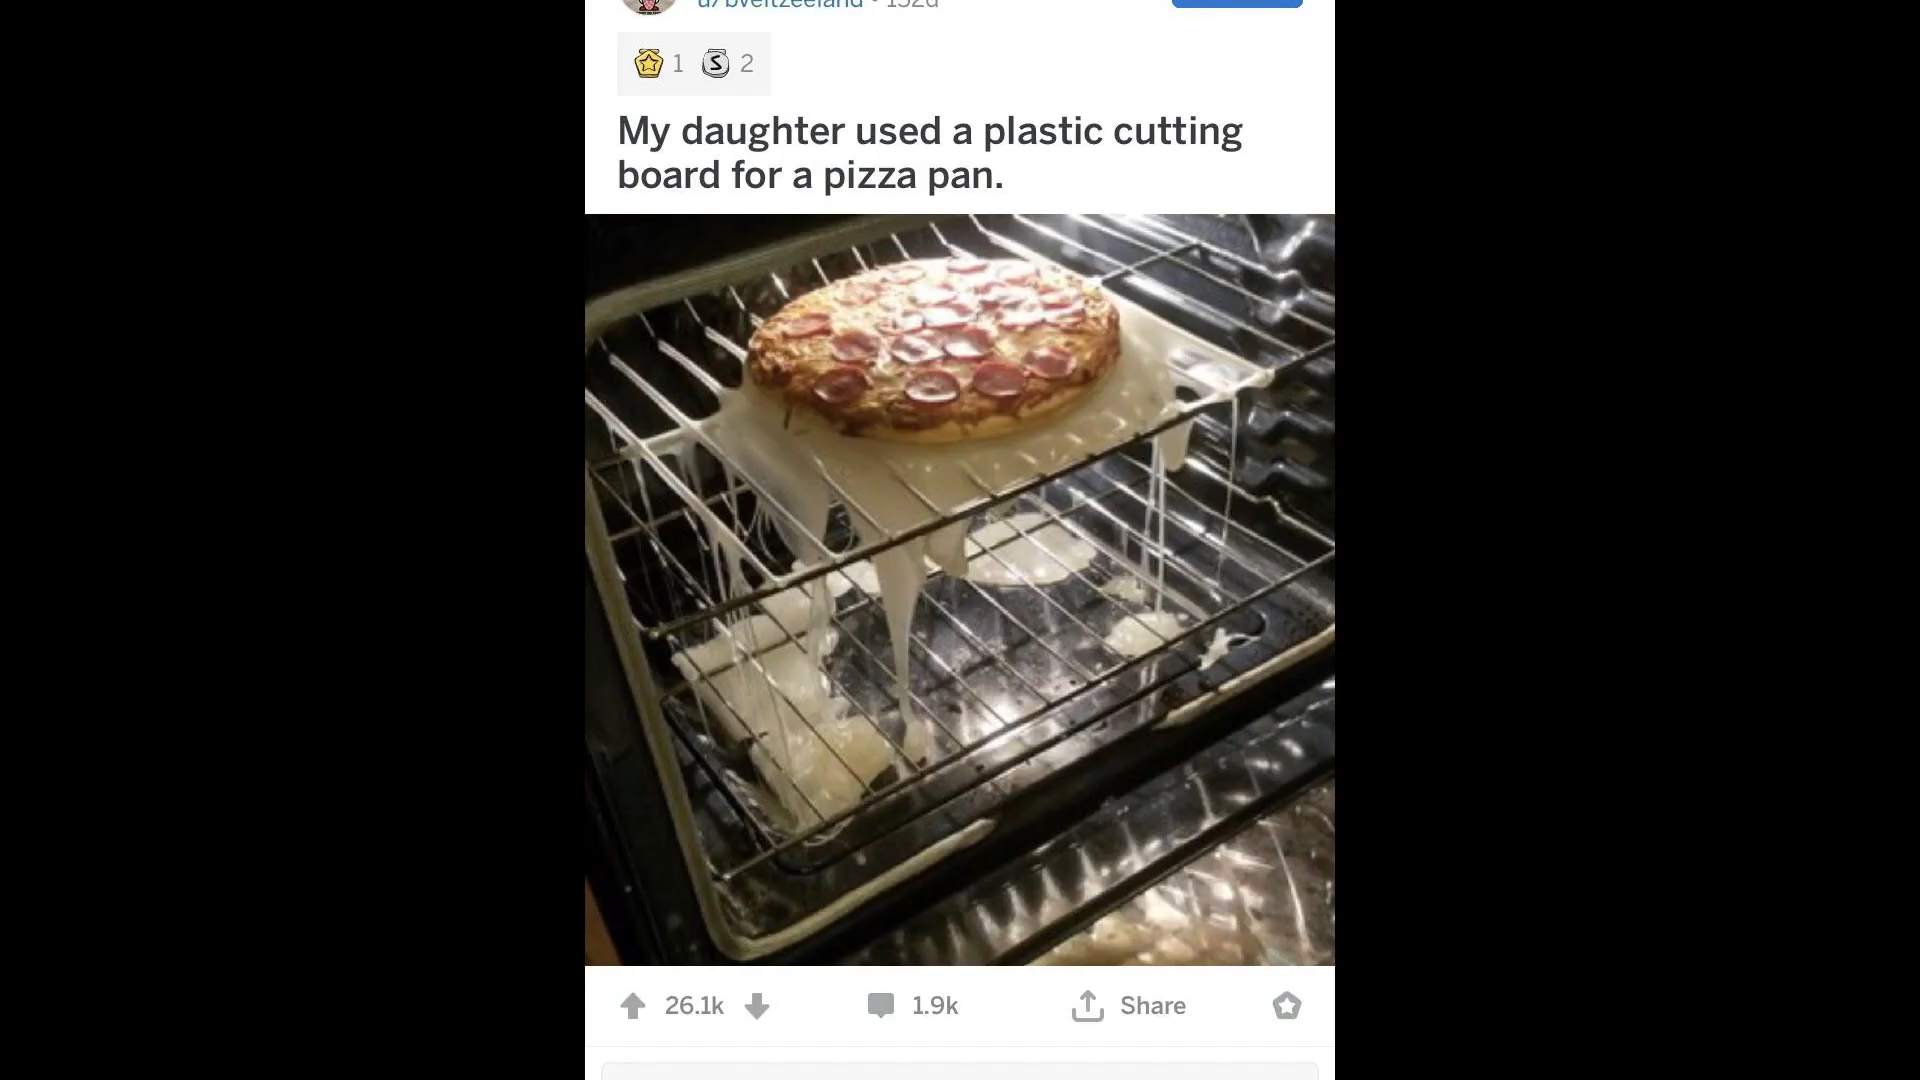 1 S 2
My daughter used a plastic cutting
board for a pizza pan.
26.1k 1.9k Share